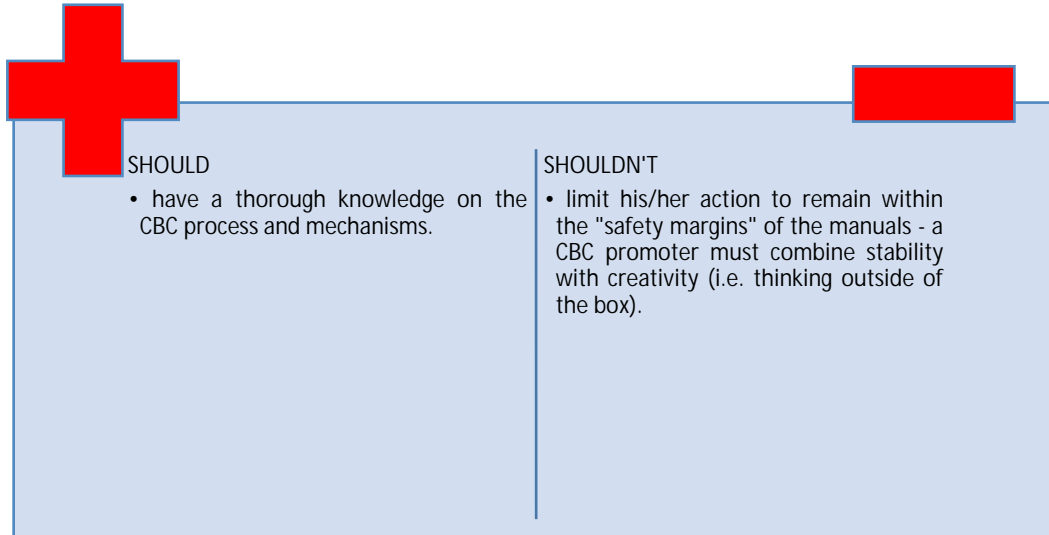 SHOULD
• have a thorough knowledge on the
CBC process and mechanisms.
SHOULDN'T
• limit his/her action to remain within
the "safety margins" of the manuals - a
CBC promoter must combine stability
with creativity (i.e. thinking outside of
the box).